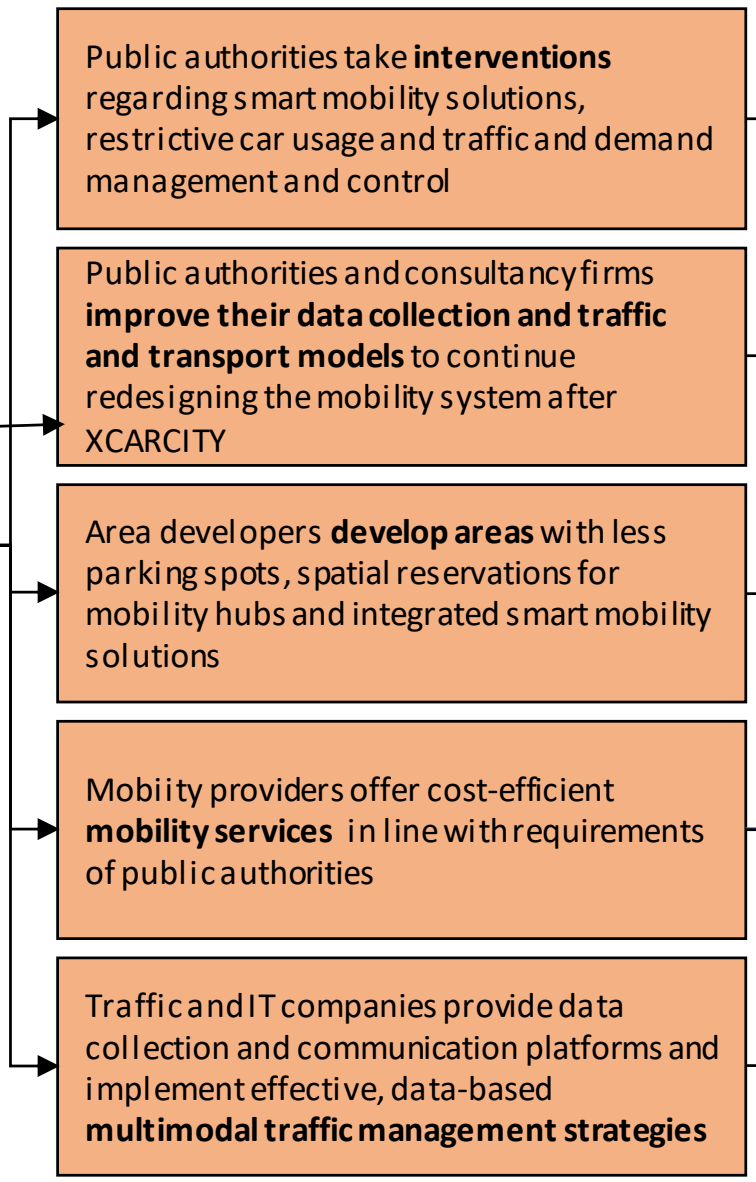 Public authorities take interventions
regarding smart mobility solutions,
restrictive car usage and traffic and demand
management and control
Public authorities and consultancy firms
improve their data collection and traffic
and transport models to continue
redesigning the mobility system after
XCARCITY
Area developers develop areas with less
parking spots, spatial reservations for
mobility hubs and integrated smart mobility
solutions
Mobiity providers offer cost-efficient
mobility services in line with requirements
of public authorities
Traffic and IT companies provide data
collection and communication platforms and
implement effective, data-based
multimodal traffic management strategies